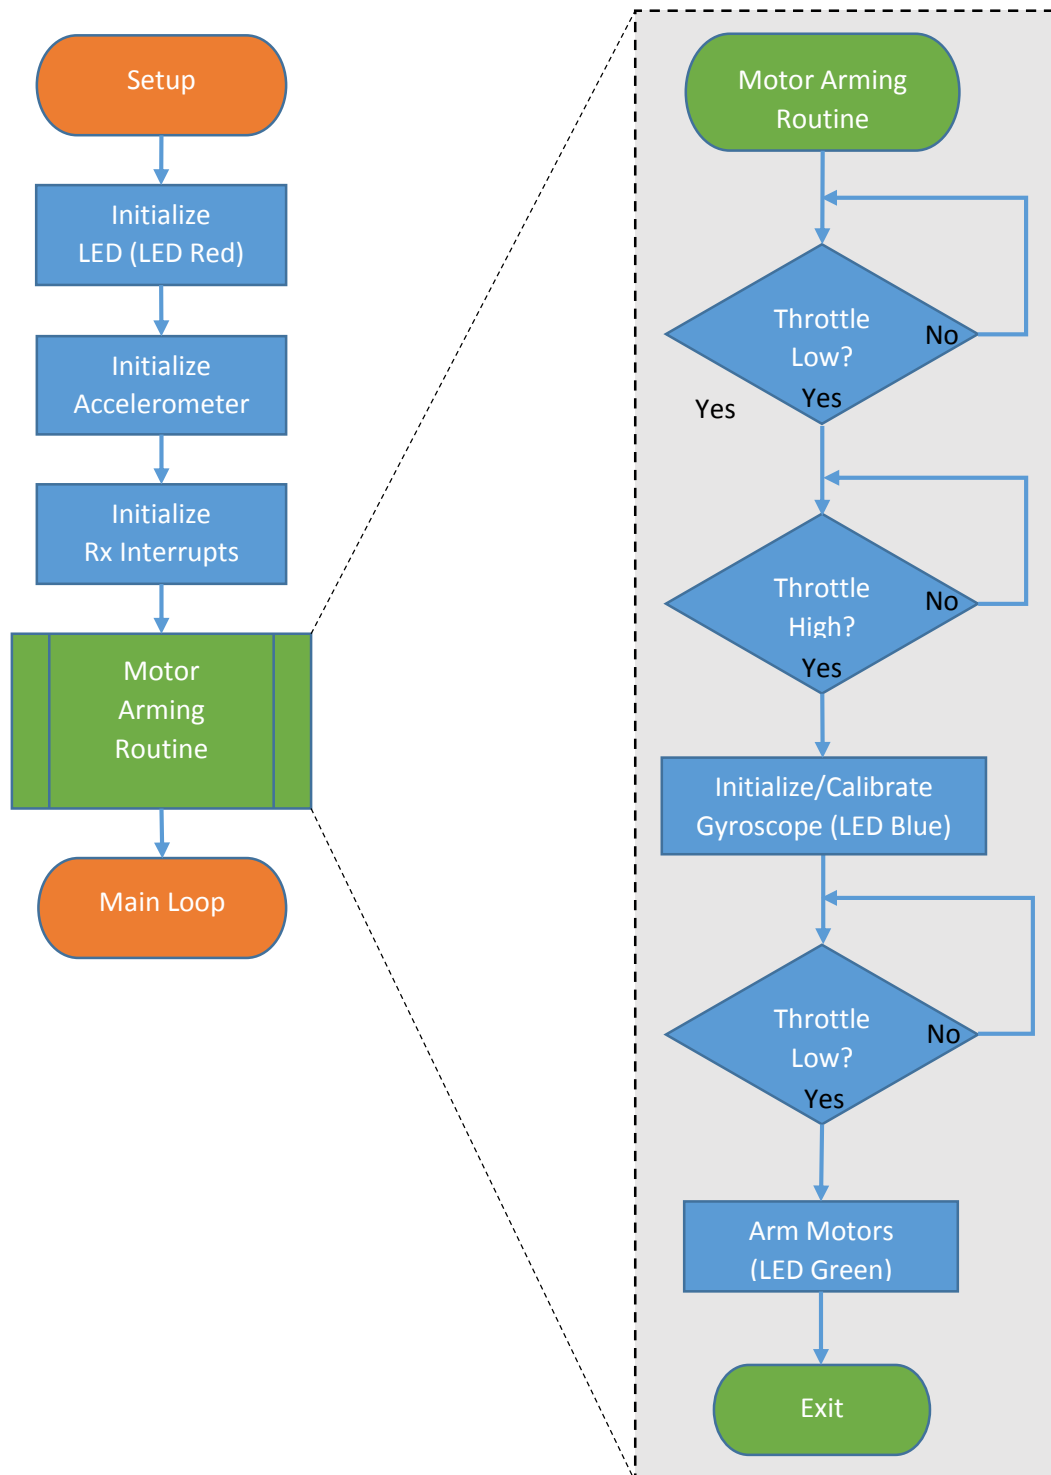 Setup
Initialize
LED (LED Red)
Initialize
Accelerometer
Initialize
Rx Interrupts
Motor
Arming
Routine
Main Loop
Motor Arming
Routine
Throttle
Low?
No
Yes
Yes
Throttle
High?
No
Yes
Initialize/Calibrate
Gyroscope (LED Blue)
Throttle
Low?
No
Yes
Arm Motors
(LED Green)
Exit